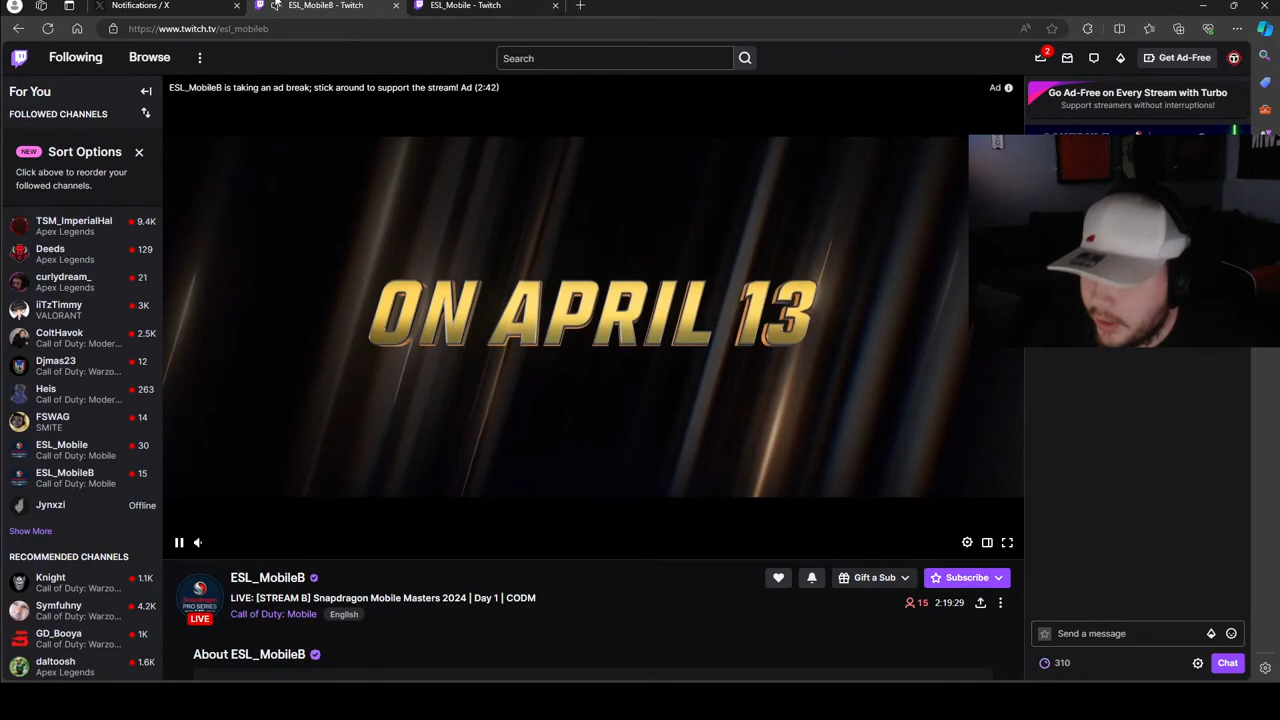 Notifications / X
ESL_MobileB - Twitch
ESL_Mobile - Twitch
https://www.twitch.tv/esl_mobileb
Following
Browse
Search
2
Get Ad-Free
For You
FOLLOWED CHANNELS
NEW Sort Options
Click above to reorder your
followed channels.
TSM_ImperialHal 9.4K
Apex Legends
Deeds 129
Apex Legends
curlydream_ 21
Apex Legends
iiTzTimmy 3K
VALORANT
ColtHavok 2.5K
Call of Duty: Moder...
Djmas23 12
Call of Duty: Warzo...
Heis 263
Call of Duty: Moder...
FSWAG 14
SMITE
ESL_Mobile 30
Call of Duty: Mobile
ESL_MobileB 15
Call of Duty: Mobile
Jynxzi Offline
Show More
RECOMMENDED CHANNELS
Knight 1.1K
Call of Duty: Warzo...
Symfuhny 4.2K
Call of Duty: Warzo...
GD_Booya 1K
Call of Duty: Warzo...
daltoosh 1.6K
Apex Legends
ESL_MobileB is taking an ad break; stick around to support the stream! Ad (2:42)
Ad
ON APRIL 13
ESL_MobileB
LIVE: [STREAM B] Snapdragon Mobile Masters 2024 | Day 1 | CODM
Call of Duty: Mobile English
LIVE
Gift a Sub
Subscribe
15 2:19:29
About ESL_MobileB
Go Ad-Free on Every Stream with Turbo
Support streamers without interruptions!
Send a message
310
Chat